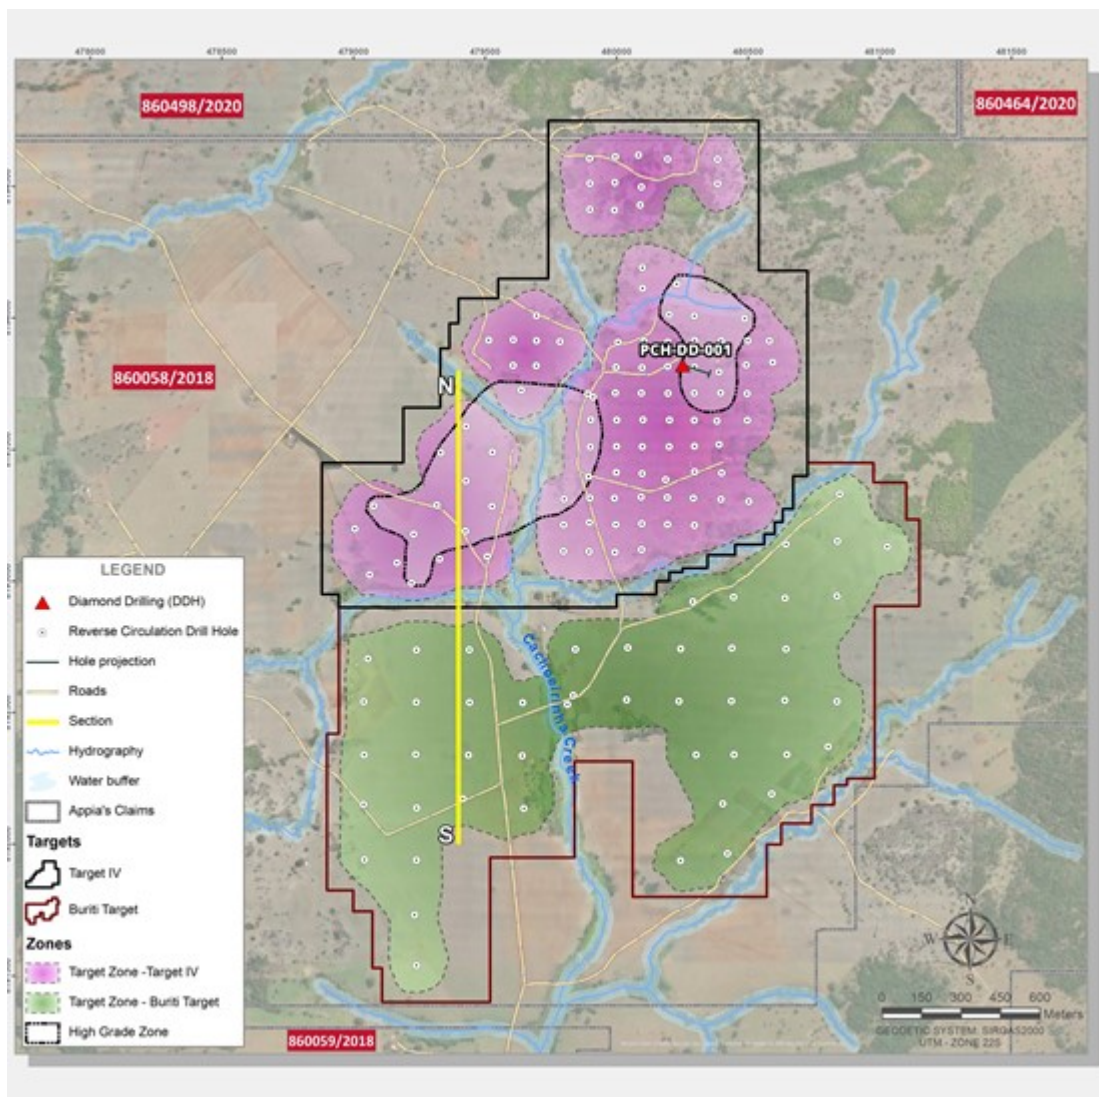 478000 478500 479000 479500 480000 480500 481000 481500
860498/2020
860464/2020
860058/2018
PCH-DD-001
N
Cachoeirinha Creek
S
LEGEND
Diamond Drilling (DDH)
Reverse Circulation Drill Hole
Hole projection
Roads
Section
Hydrography
Water buffer
Appia's Claims
Targets
Target IV
Buriti Target
Zones
Target Zone -Target IV
Target Zone - Buriti Target
High Grade Zone
860059/2018
N
W E
S
0 150 300 450 600
Meters
GEODETIC SYSTEM: SIRGAS2000
UTM - ZONE 22S